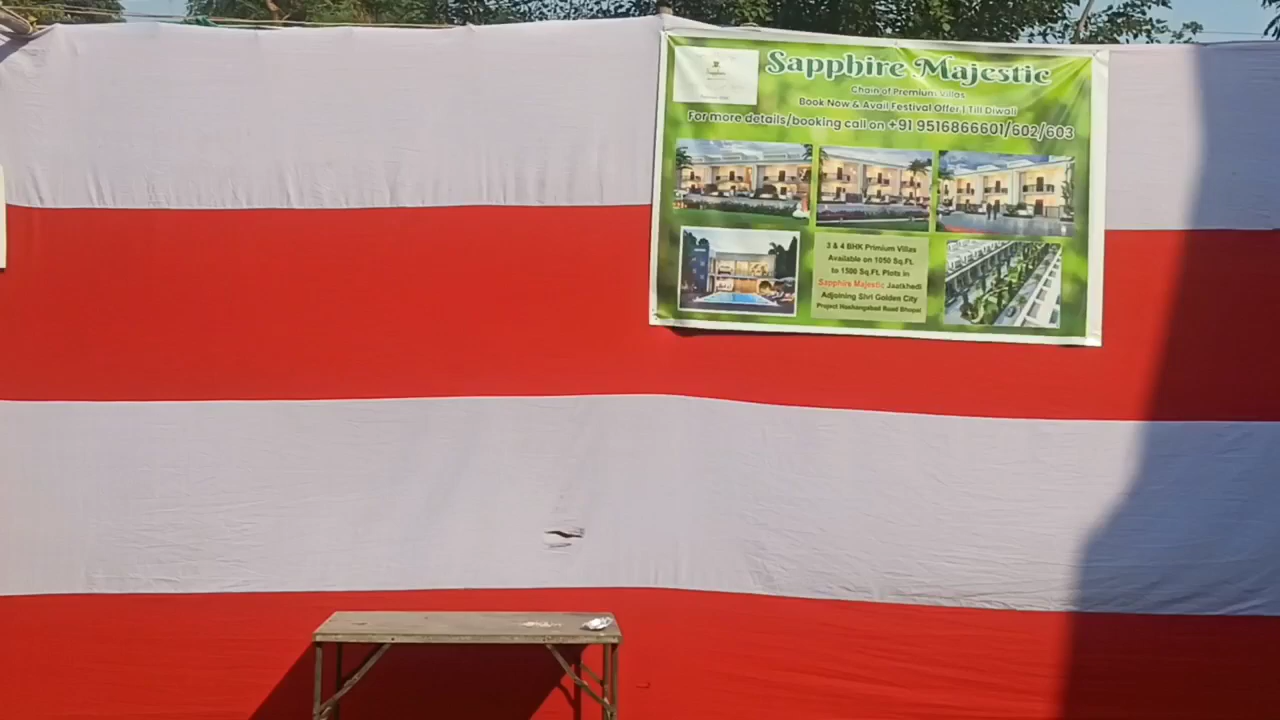 Sapphire Majestic
Chain of Premium Villas
Book Now & Avail Festival Offer | Till Diwali
For more details/booking call on +91 9516866601/602/603
3 & 4 BHK Primium Villas
Available on 1050 Sq.Ft.
to 1500 Sq.Ft. Plots in
Sapphire Majestic Jaatkhedi
Adjoining Sivi Golden City
Project Hoshangabad Road Bhopal